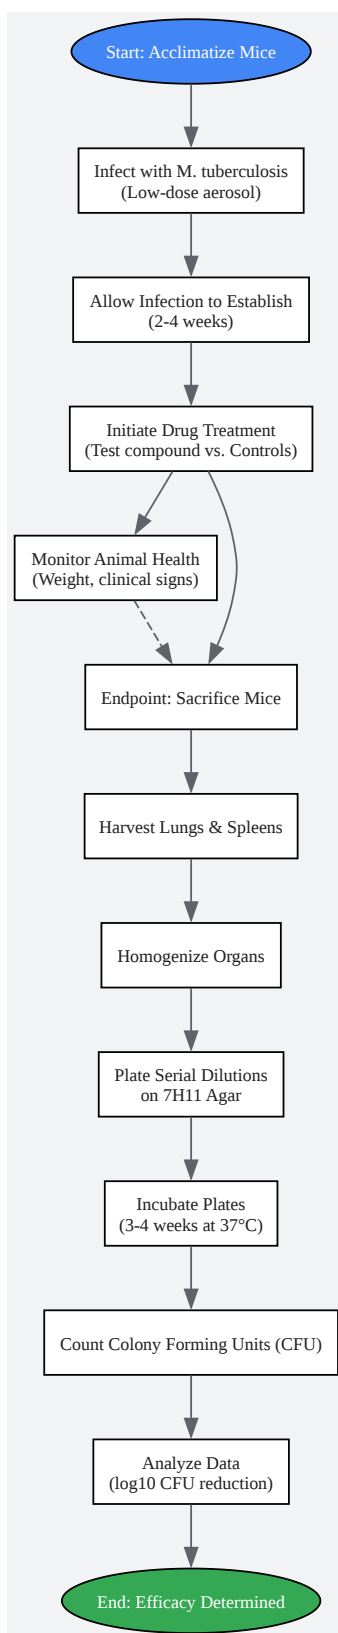 Start: Acclimatize Mice
Infect with M. tuberculosis
(Low-dose aerosol)
Allow Infection to Establish
(2-4 weeks)
Initiate Drug Treatment
(Test compound vs. Controls)
Monitor Animal Health
(Weight, clinical signs)
Endpoint: Sacrifice Mice
Harvest Lungs & Spleens
Homogenize Organs
Plate Serial Dilutions
on 7H11 Agar
Incubate Plates
(3-4 weeks at 37°C)
Count Colony Forming Units (CFU)
Analyze Data
(log10 CFU reduction)
End: Efficacy Determined